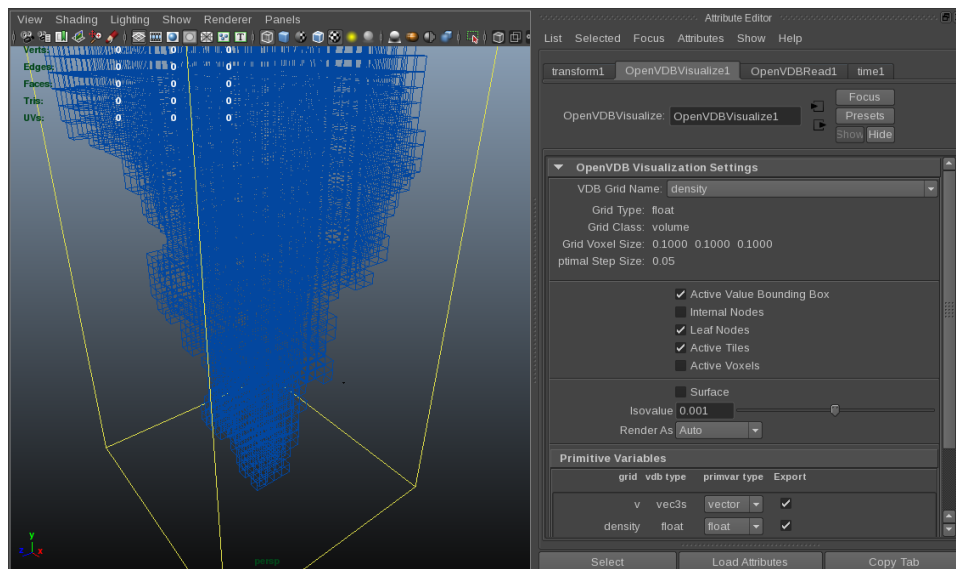 View Shading Lighting Show Renderer Panels
Verts: 0 0 0
Edges: 0 0 0
Faces: 0 0 0
Tris: 0 0 0
UVs: 0 0 0
y
z x
persp
Attribute Editor
List Selected Focus Attributes Show Help
transform1 OpenVDBVisualize1 OpenVDBRead1 time1
OpenVDBVisualize: OpenVDBVisualize1
Focus
Presets
Show Hide
OpenVDB Visualization Settings
VDB Grid Name: density
Grid Type: float
Grid Class: volume
Grid Voxel Size: 0.1000 0.1000 0.1000
ptimal Step Size: 0.05
Active Value Bounding Box
Internal Nodes
Leaf Nodes
Active Tiles
Active Voxels
Surface
Isovalue 0.001
Render As Auto
Primitive Variables
grid vdb type primvar type Export
v vec3s vector
density float float
Select Load Attributes Copy Tab